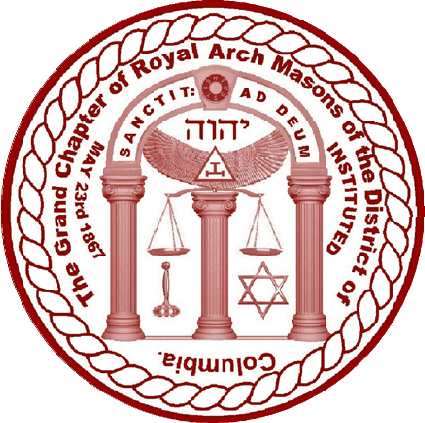 The Grand Chapter of Royal Arch Masons of the District of Columbia.
SANCTIT: AD DEUM
יהוה
INSTITUTED
MAY 23rd 1867